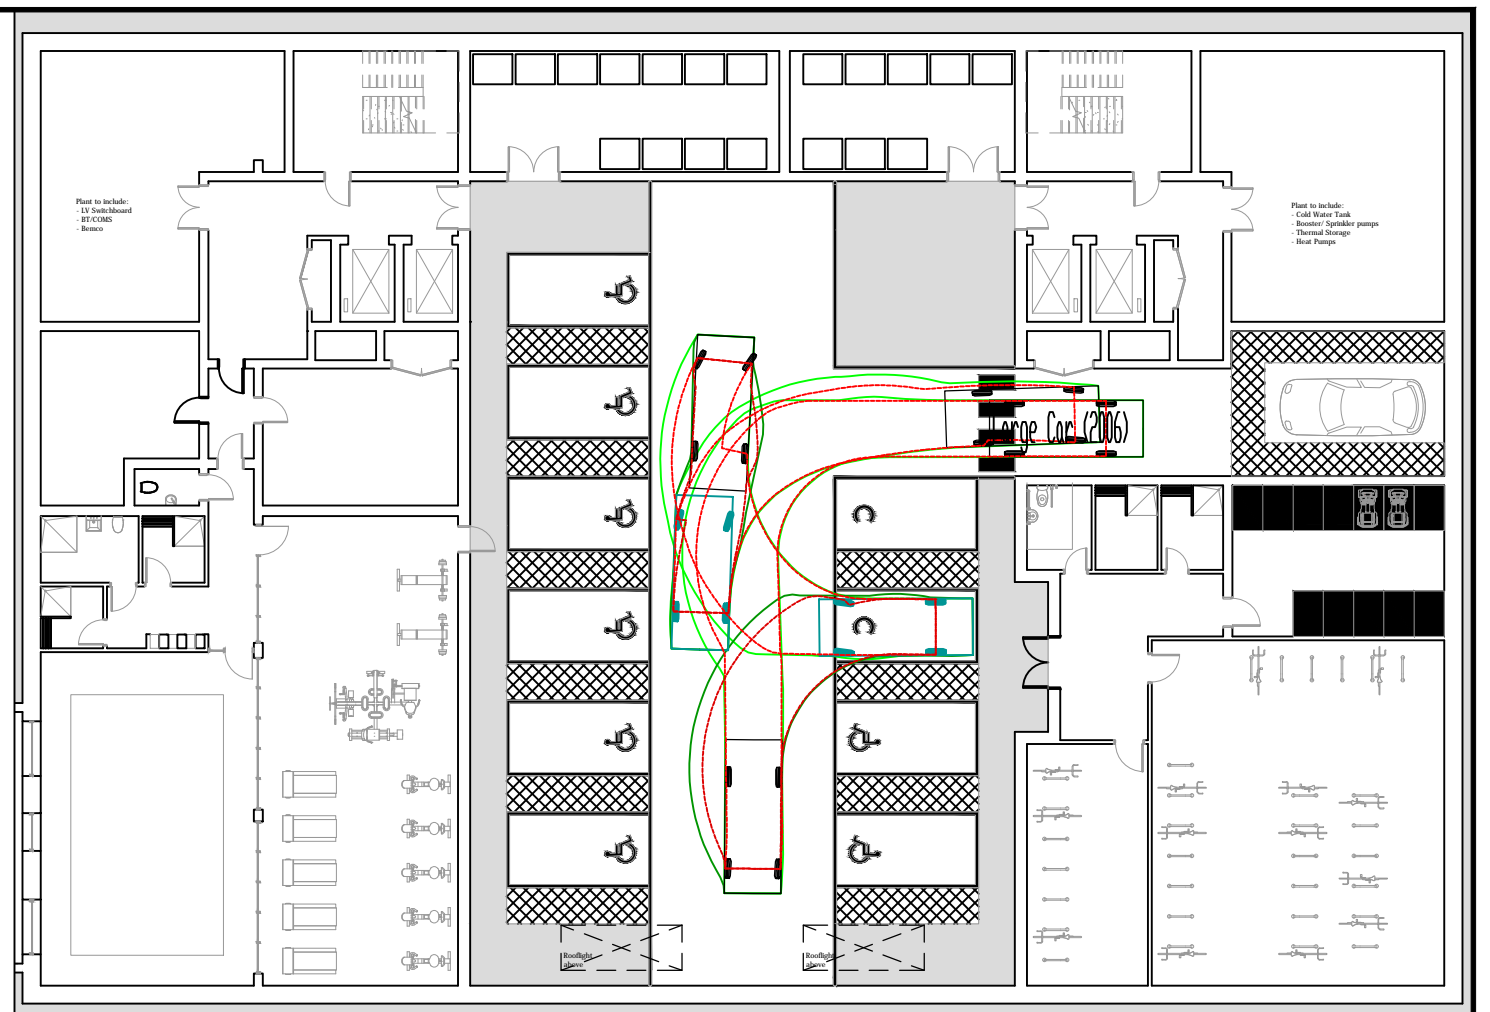 Plant to include:
- LV Switchboard
- BT/COMS
- Bemco
Plant to include:
- Cold Water Tank
- Booster/ Sprinkler pumps
- Thermal Storage
- Heat Pumps
Car (2006)
C
C
Rooflight
above
Rooflight
above